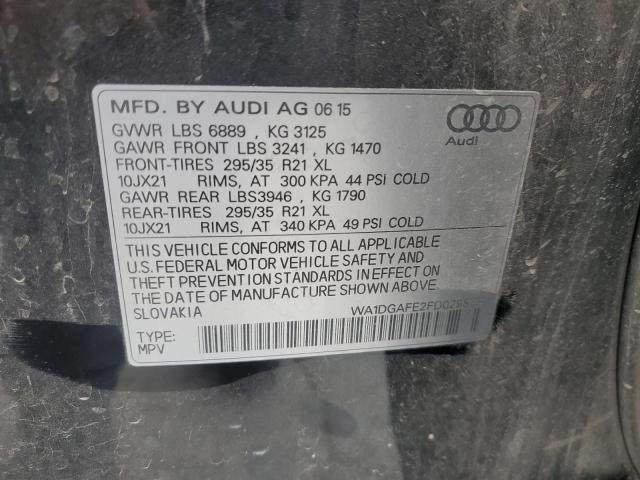 MFD. BY AUDI AG 06 15
GVWR LBS 6889 , KG 3125
GAWR FRONT LBS 3241 , KG 1470
FRONT-TIRES 295/35 R21 XL
10JX21 RIMS, AT 300 KPA 44 PSI COLD
GAWR REAR LBS3946 , KG 1790
REAR-TIRES 295/35 R21 XL
10JX21 RIMS, AT 340 KPA 49 PSI COLD
THIS VEHICLE CONFORMS TO ALL APPLICABLE
U.S. FEDERAL MOTOR VEHICLE SAFETY AND
THEFT PREVENTION STANDARDS IN EFFECT ON
THE DATE OF MANUFACTURE SHOWN ABOVE.
SLOVAKIA
TYPE:
MPV
Audi